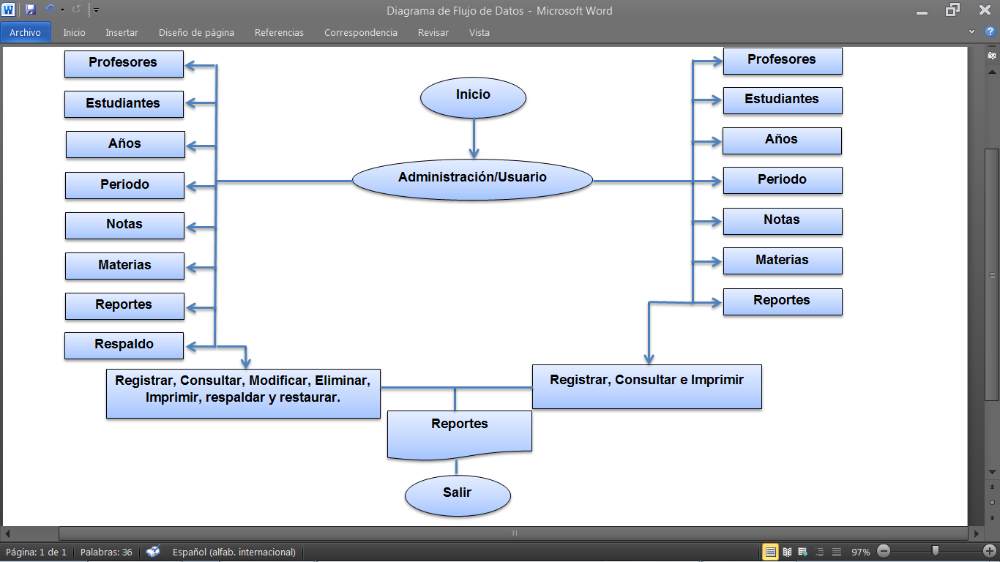 Diagrama de Flujo de Datos - Microsoft Word
Archivo Inicio Insertar Diseño de página Referencias Correspondencia Revisar Vista
Profesores
Estudiantes
Años
Periodo
Notas
Materias
Reportes
Respaldo
Inicio
Administración/Usuario
Profesores
Estudiantes
Años
Periodo
Notas
Materias
Reportes
Registrar, Consultar, Modificar, Eliminar,
Imprimir, respaldar y restaurar.
Registrar, Consultar e Imprimir
Reportes
Salir
Página: 1 de 1 Palabras: 36 Español (alfab. internacional) 97%